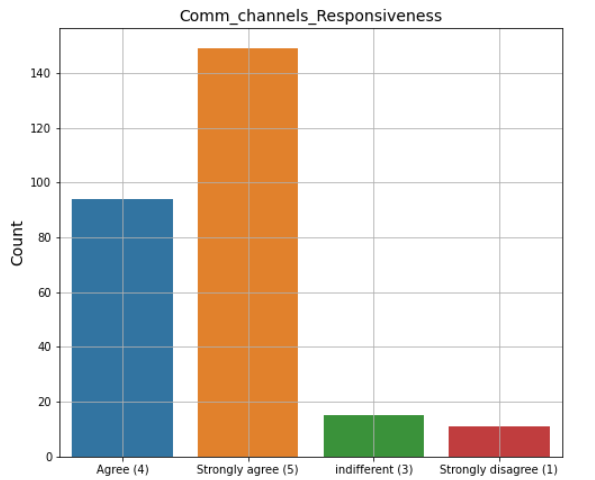 Comm_channels_Responsiveness
140
120
100
80
60
40
20
0
Count
Agree (4)
Strongly agree (5)
indifferent (3)
Strongly disagree (1)